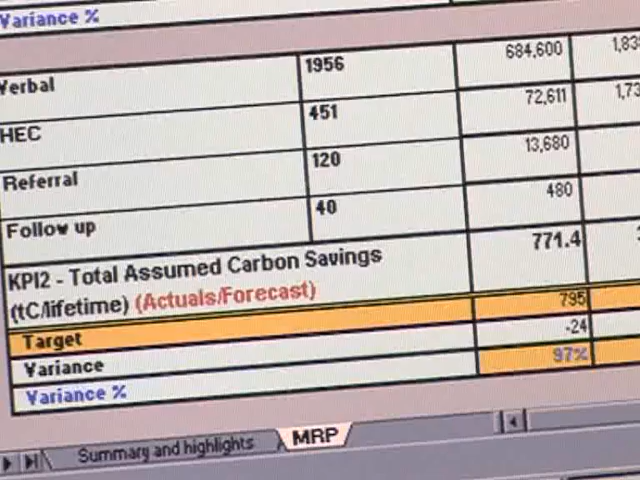 Variance %
Verbal 1956 684,600
HEC 451 72,611
Referral 120 13,680
Follow up 40 480
KPI2 - Total Assumed Carbon Savings 771.4
(tC/lifetime) (Actuals/Forecast)
Target 795
Variance -24
Variance % 97%
Summary and highlights MRP